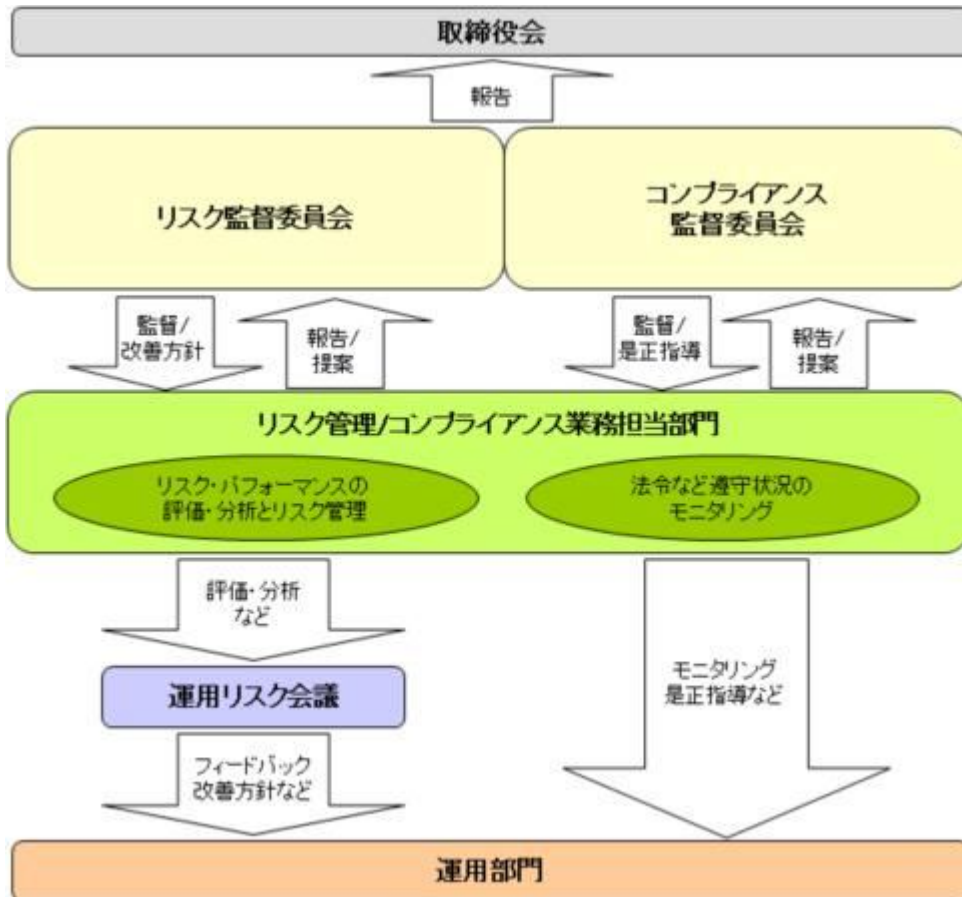 取締役会
報告
リスク監督委員会
コンプライアンス
監督委員会
監督/
改善方針
報告/
提案
監督/
是正指導
報告/
提案
リスク管理/コンプライアンス業務担当部門
リスク・パフォーマンスの
評価・分析とリスク管理
法令など遵守状況の
モニタリング
評価・分析
など
運用リスク会議
フィードバック
改善方針など
モニタリング
是正指導など
運用部門